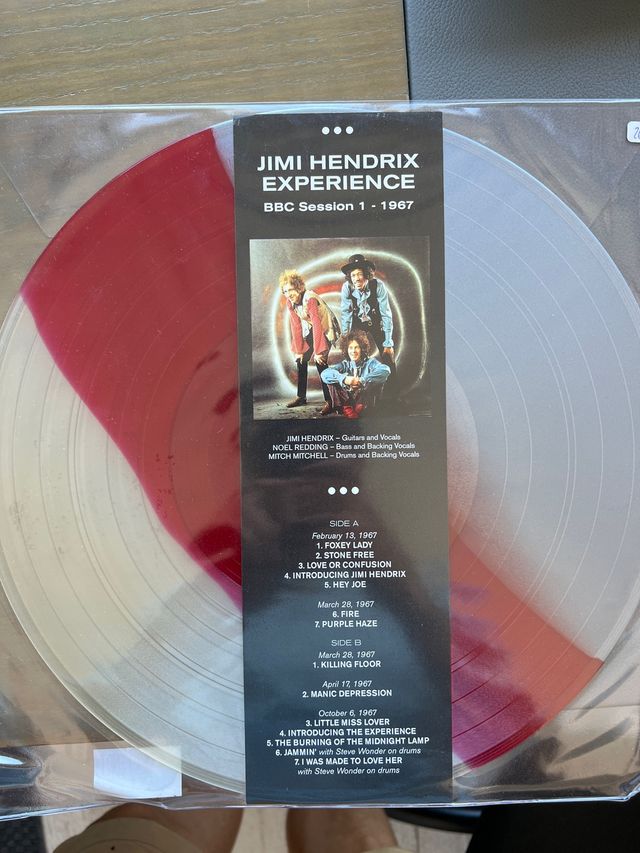 JIMI HENDRIX
EXPERIENCE
BBC Session 1 - 1967
JIMI HENDRIX – Guitars and Vocals
NOEL REDDING – Bass and Backing Vocals
MITCH MITCHELL – Drums and Backing Vocals
SIDE A
February 13, 1967
1. FOXEY LADY
2. STONE FREE
3. LOVE OR CONFUSION
4. INTRODUCING JIMI HENDRIX
5. HEY JOE
March 28, 1967
6. FIRE
7. PURPLE HAZE
SIDE B
March 28, 1967
1. KILLING FLOOR
April 17, 1967
2. MANIC DEPRESSION
October 6, 1967
3. LITTLE MISS LOVER
4. INTRODUCING THE EXPERIENCE
5. THE BURNING OF THE MIDNIGHT LAMP
6. JAMMIN' with Steve Wonder on drums
7. I WAS MADE TO LOVE HER
with Steve Wonder on drums